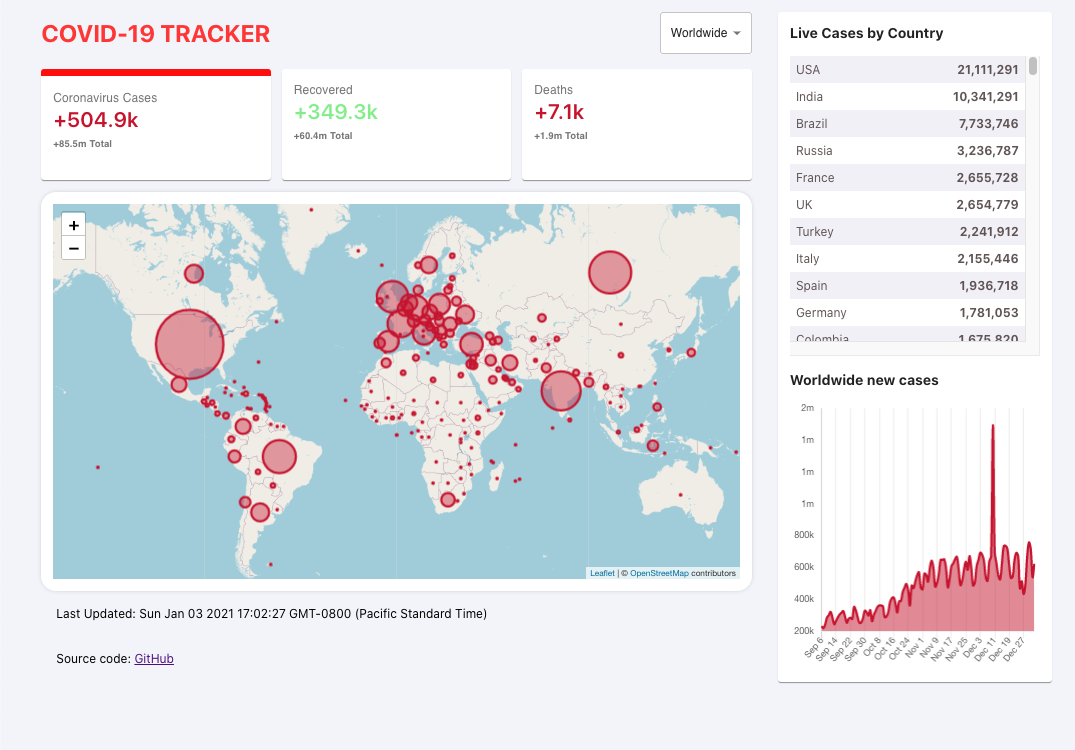 COVID-19 TRACKER
Worldwide
Coronavirus Cases
+504.9k
+85.5m Total
Recovered
+349.3k
+60.4m Total
Deaths
+7.1k
+1.9m Total
+
−
Leaflet | © OpenStreetMap contributors
Last Updated: Sun Jan 03 2021 17:02:27 GMT-0800 (Pacific Standard Time)
Source code: GitHub
Live Cases by Country
USA 21,111,291
India 10,341,291
Brazil 7,733,746
Russia 3,236,787
France 2,655,728
UK 2,654,779
Turkey 2,241,912
Italy 2,155,446
Spain 1,936,718
Germany 1,781,053
Colombia 1,675,820
Worldwide new cases
2m
1m
1m
1m
800k
600k
400k
200k
Sep 6
Sep 14
Sep 22
Sep 30
Oct 8
Oct 16
Oct 24
Nov 1
Nov 9
Nov 17
Nov 25
Dec 3
Dec 11
Dec 19
Dec 27